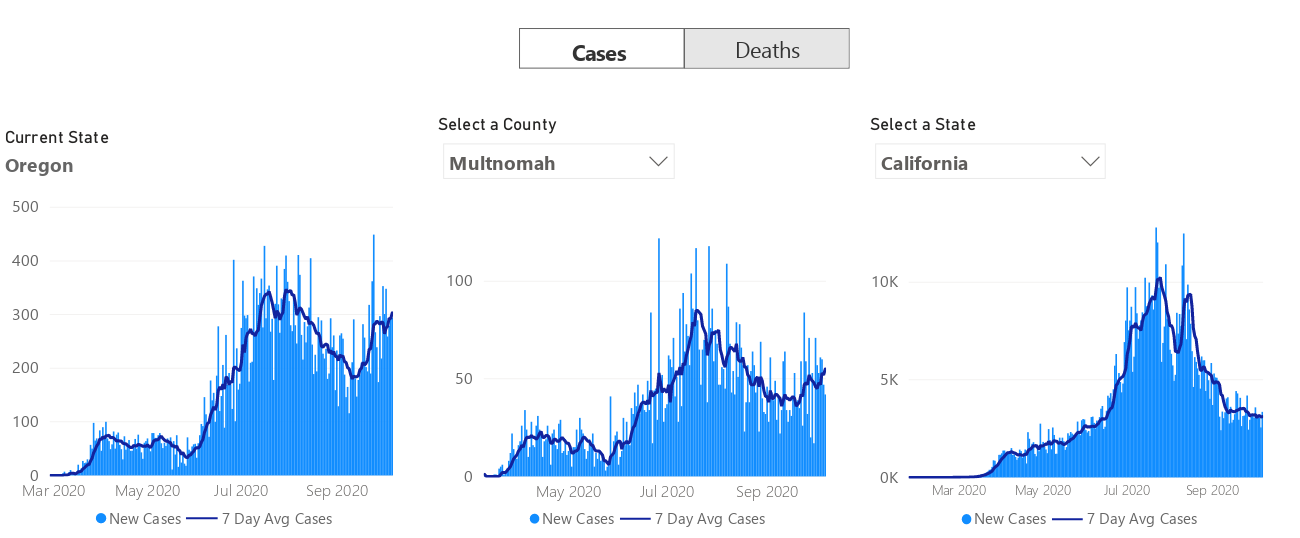 Cases
Deaths
Current State
Oregon
500
400
300
200
100
0
Mar 2020
May 2020
Jul 2020
Sep 2020
New Cases
7 Day Avg Cases
Select a County
Multnomah
100
50
0
May 2020
Jul 2020
Sep 2020
New Cases
7 Day Avg Cases
Select a State
California
10K
5K
0K
Mar 2020
May 2020
Jul 2020
Sep 2020
New Cases
7 Day Avg Cases